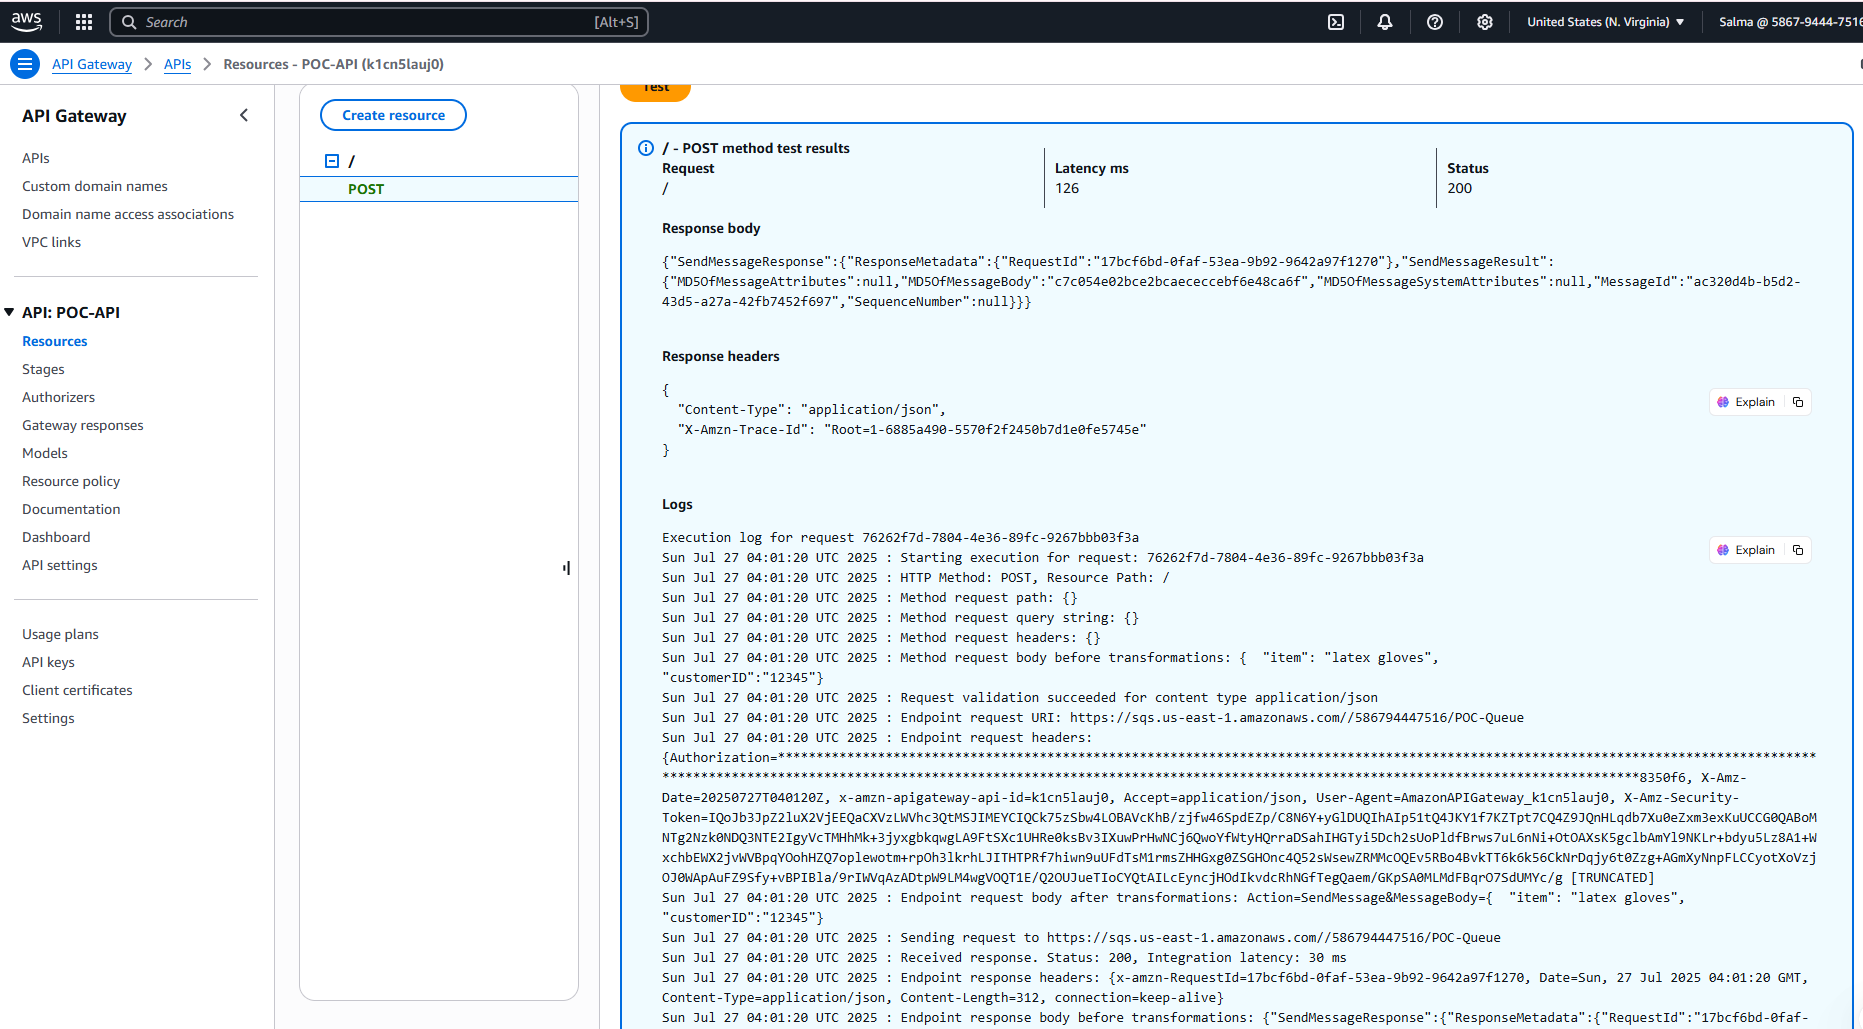 aws
Search
[Alt+S]
United States (N. Virginia)
Salma @ 5867-9444-7516
API Gateway
APIs
Resources - POC-API (k1cn5lauj0)
API Gateway
APIs
Custom domain names
Domain name access associations
VPC links
API: POC-API
Resources
Stages
Authorizers
Gateway responses
Models
Resource policy
Documentation
Dashboard
API settings
Usage plans
API keys
Client certificates
Settings
Create resource
/
POST
Test
/ - POST method test results
Request
/
Latency ms
126
Status
200
Response body
{"SendMessageResponse":{"ResponseMetadata":{"RequestId":"17bcf6bd-0faf-53ea-9b92-9642a97f1270"},"SendMessageResult":
{"MD5OfMessageAttributes":null,"MD5OfMessageBody":"c7c054e02bce2bcaececcebf6e48ca6f","MD5OfMessageSystemAttributes":null,"MessageId":"ac320d4b-b5d2-
43d5-a27a-42fb7452f697","SequenceNumber":null}}}
Response headers
{
"Content-Type": "application/json",
"X-Amzn-Trace-Id": "Root=1-6885a490-5570f2f2450b7d1e0fe5745e"
}
Explain
Logs
Explain
Execution log for request 76262f7d-7804-4e36-89fc-9267bbb03f3a
Sun Jul 27 04:01:20 UTC 2025 : Starting execution for request: 76262f7d-7804-4e36-89fc-9267bbb03f3a
Sun Jul 27 04:01:20 UTC 2025 : HTTP Method: POST, Resource Path: /
Sun Jul 27 04:01:20 UTC 2025 : Method request path: {}
Sun Jul 27 04:01:20 UTC 2025 : Method request query string: {}
Sun Jul 27 04:01:20 UTC 2025 : Method request headers: {}
Sun Jul 27 04:01:20 UTC 2025 : Method request body before transformations: {  "item": "latex gloves",
"customerID":"12345"}
Sun Jul 27 04:01:20 UTC 2025 : Request validation succeeded for content type application/json
Sun Jul 27 04:01:20 UTC 2025 : Endpoint request URI: https://sqs.us-east-1.amazonaws.com//586794447516/POC-Queue
Sun Jul 27 04:01:20 UTC 2025 : Endpoint request headers:
{Authorization=***************************************************************************************************************************************
*******************************************************************************************************************************8350f6, X-Amz-
Date=20250727T040120Z, x-amzn-apigateway-api-id=k1cn5lauj0, Accept=application/json, User-Agent=AmazonAPIGateway_k1cn5lauj0, X-Amz-Security-
[TRUNCATED]
Sun Jul 27 04:01:20 UTC 2025 : Endpoint request body after transformations: Action=SendMessage&MessageBody={  "item": "latex gloves",
"customerID":"12345"}
Sun Jul 27 04:01:20 UTC 2025 : Sending request to https://sqs.us-east-1.amazonaws.com//586794447516/POC-Queue
Sun Jul 27 04:01:20 UTC 2025 : Received response. Status: 200, Integration latency: 30 ms
Sun Jul 27 04:01:20 UTC 2025 : Endpoint response headers: {x-amzn-RequestId=17bcf6bd-0faf-53ea-9b92-9642a97f1270, Date=Sun, 27 Jul 2025 04:01:20 GMT,
Content-Type=application/json, Content-Length=312, connection=keep-alive}
Sun Jul 27 04:01:20 UTC 2025 : Endpoint response body before transformations: {"SendMessageResponse":{"ResponseMetadata":{"RequestId":"17bcf6bd-0faf-